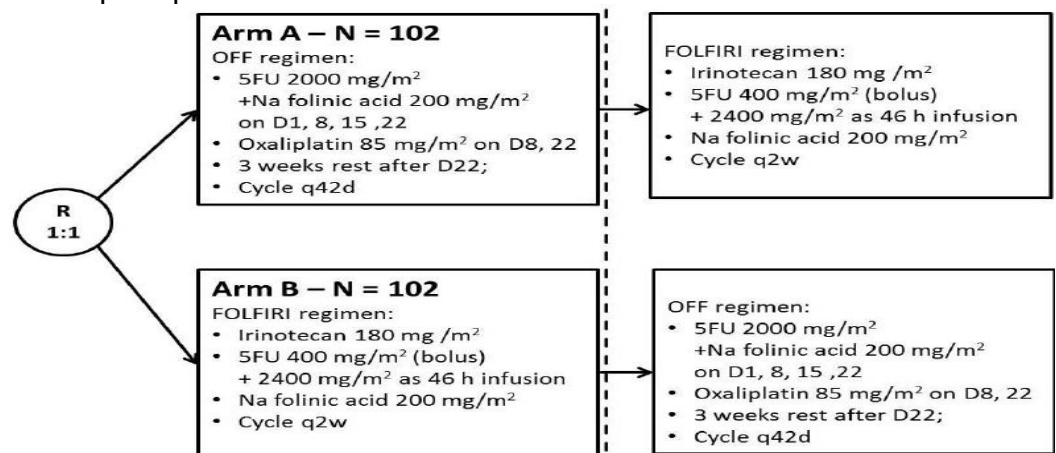 R
1:1
Arm A – N = 102
OFF regimen:
• 5FU 2000 mg/m²
+Na folinic acid 200 mg/m²
on D1, 8, 15 ,22
• Oxaliplatin 85 mg/m² on D8, 22
• 3 weeks rest after D22;
• Cycle q42d
FOLFIRI regimen:
• Irinotecan 180 mg /m²
• 5FU 400 mg/m² (bolus)
+ 2400 mg/m² as 46 h infusion
• Na folinic acid 200 mg/m²
• Cycle q2w
Arm B – N = 102
FOLFIRI regimen:
• Irinotecan 180 mg /m²
• 5FU 400 mg/m² (bolus)
+ 2400 mg/m² as 46 h infusion
• Na folinic acid 200 mg/m²
• Cycle q2w
OFF regimen:
• 5FU 2000 mg/m²
+Na folinic acid 200 mg/m²
on D1, 8, 15 ,22
• Oxaliplatin 85 mg/m² on D8, 22
• 3 weeks rest after D22;
• Cycle q42d